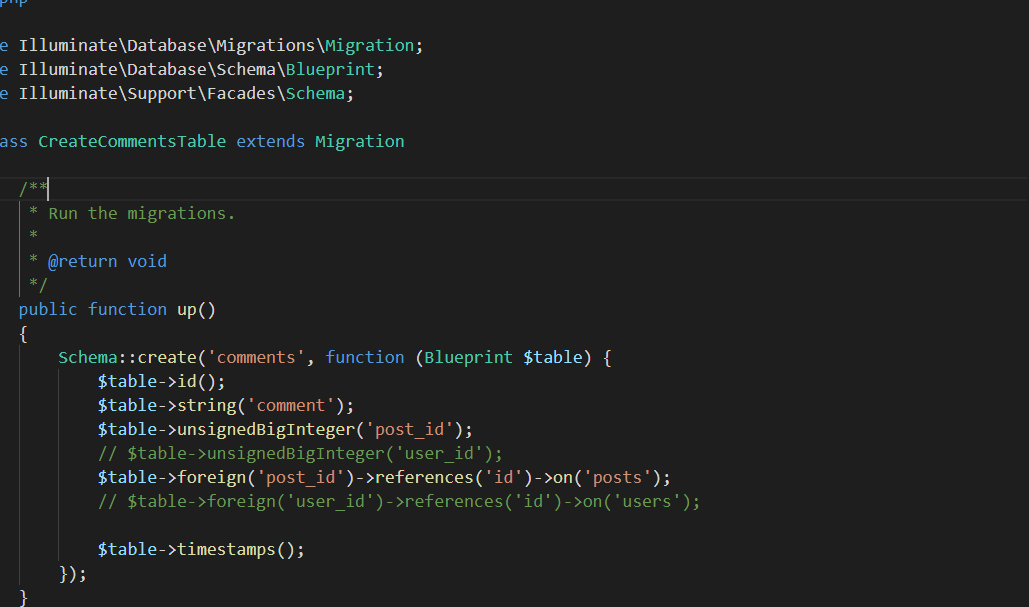 php
e Illuminate\Database\Migrations\Migration;
e Illuminate\Database\Schema\Blueprint;
e Illuminate\Support\Facades\Schema;
ass CreateCommentsTable extends Migration
/**
* Run the migrations.
*
* @return void
*/
public function up()
{
Schema::create('comments', function (Blueprint $table) {
$table->id();
$table->string('comment');
$table->unsignedBigInteger('post_id');
// $table->unsignedBigInteger('user_id');
$table->foreign('post_id')->references('id')->on('posts');
// $table->foreign('user_id')->references('id')->on('users');
$table->timestamps();
});
}